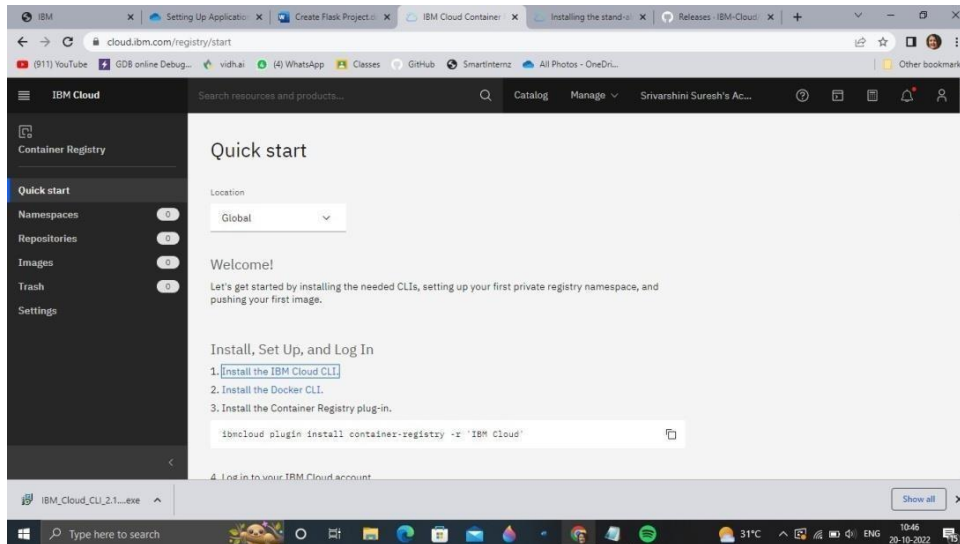 IBM
Setting Up Applicatio
Create Flask Project.d
IBM Cloud Container
Installing the stand-al
Releases · IBM-Cloud/
cloud.ibm.com/registry/start
(911) YouTube
GDB online Debug...
vidh.ai
(4) WhatsApp
Classes
GitHub
Smartinternz
All Photos - OneDri...
Other bookmark
IBM Cloud
Search resources and products...
Catalog
Manage
Srivarshini Suresh's Ac...
Container Registry
Quick start
Namespaces 0
Repositories 0
Images 0
Trash 0
Settings
Quick start
Location
Global
Welcome!
Let's get started by installing the needed CLIs, setting up your first private registry namespace, and
pushing your first image.
Install, Set Up, and Log In
1. Install the IBM Cloud CLI.
2. Install the Docker CLI.
3. Install the Container Registry plug-in.
ibmcloud plugin install container-registry -r 'IBM Cloud'
4. Log in to your IBM Cloud account
IBM_Cloud_CLI_2.1....exe
Show all
Type here to search
31°C
ENG
10:46
20-10-2022